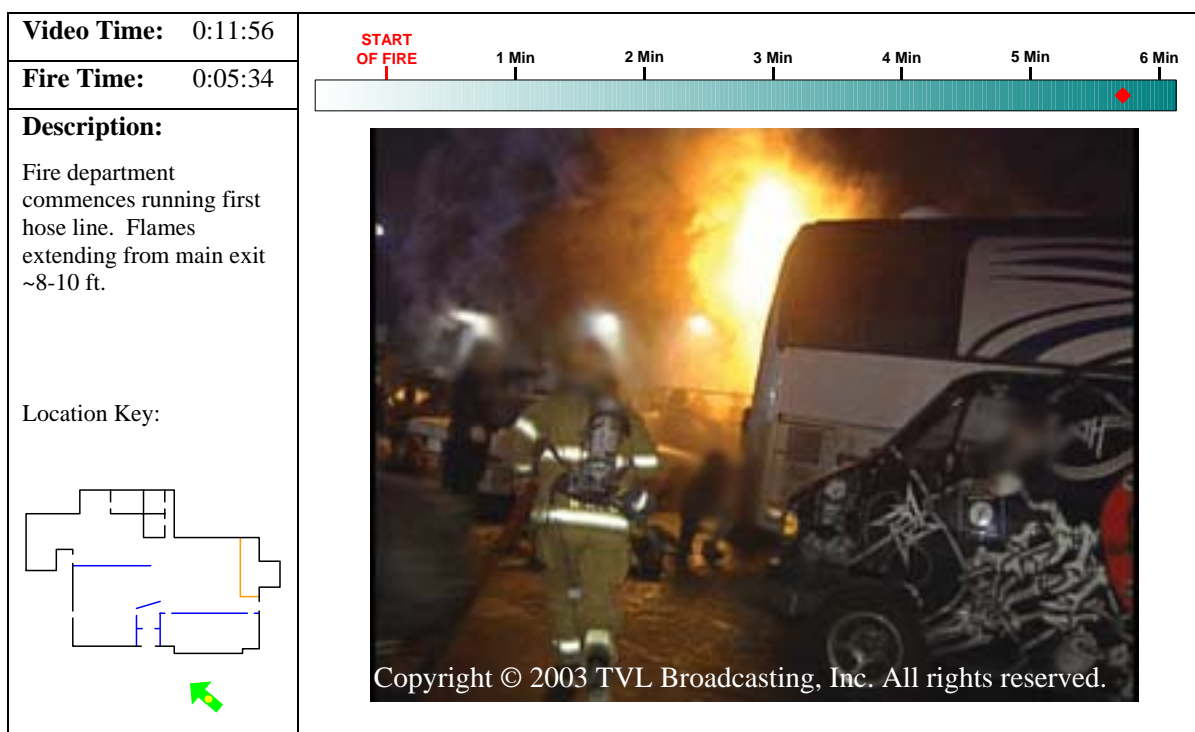 Video Time: 0:11:56
Fire Time: 0:05:34
Description:
Fire department
commences running first
hose line. Flames
extending from main exit
~8-10 ft.
Location Key:
START
OF FIRE
1 Min
2 Min
3 Min
4 Min
5 Min
6 Min
Copyright © 2003 TVL Broadcasting, Inc. All rights reserved.